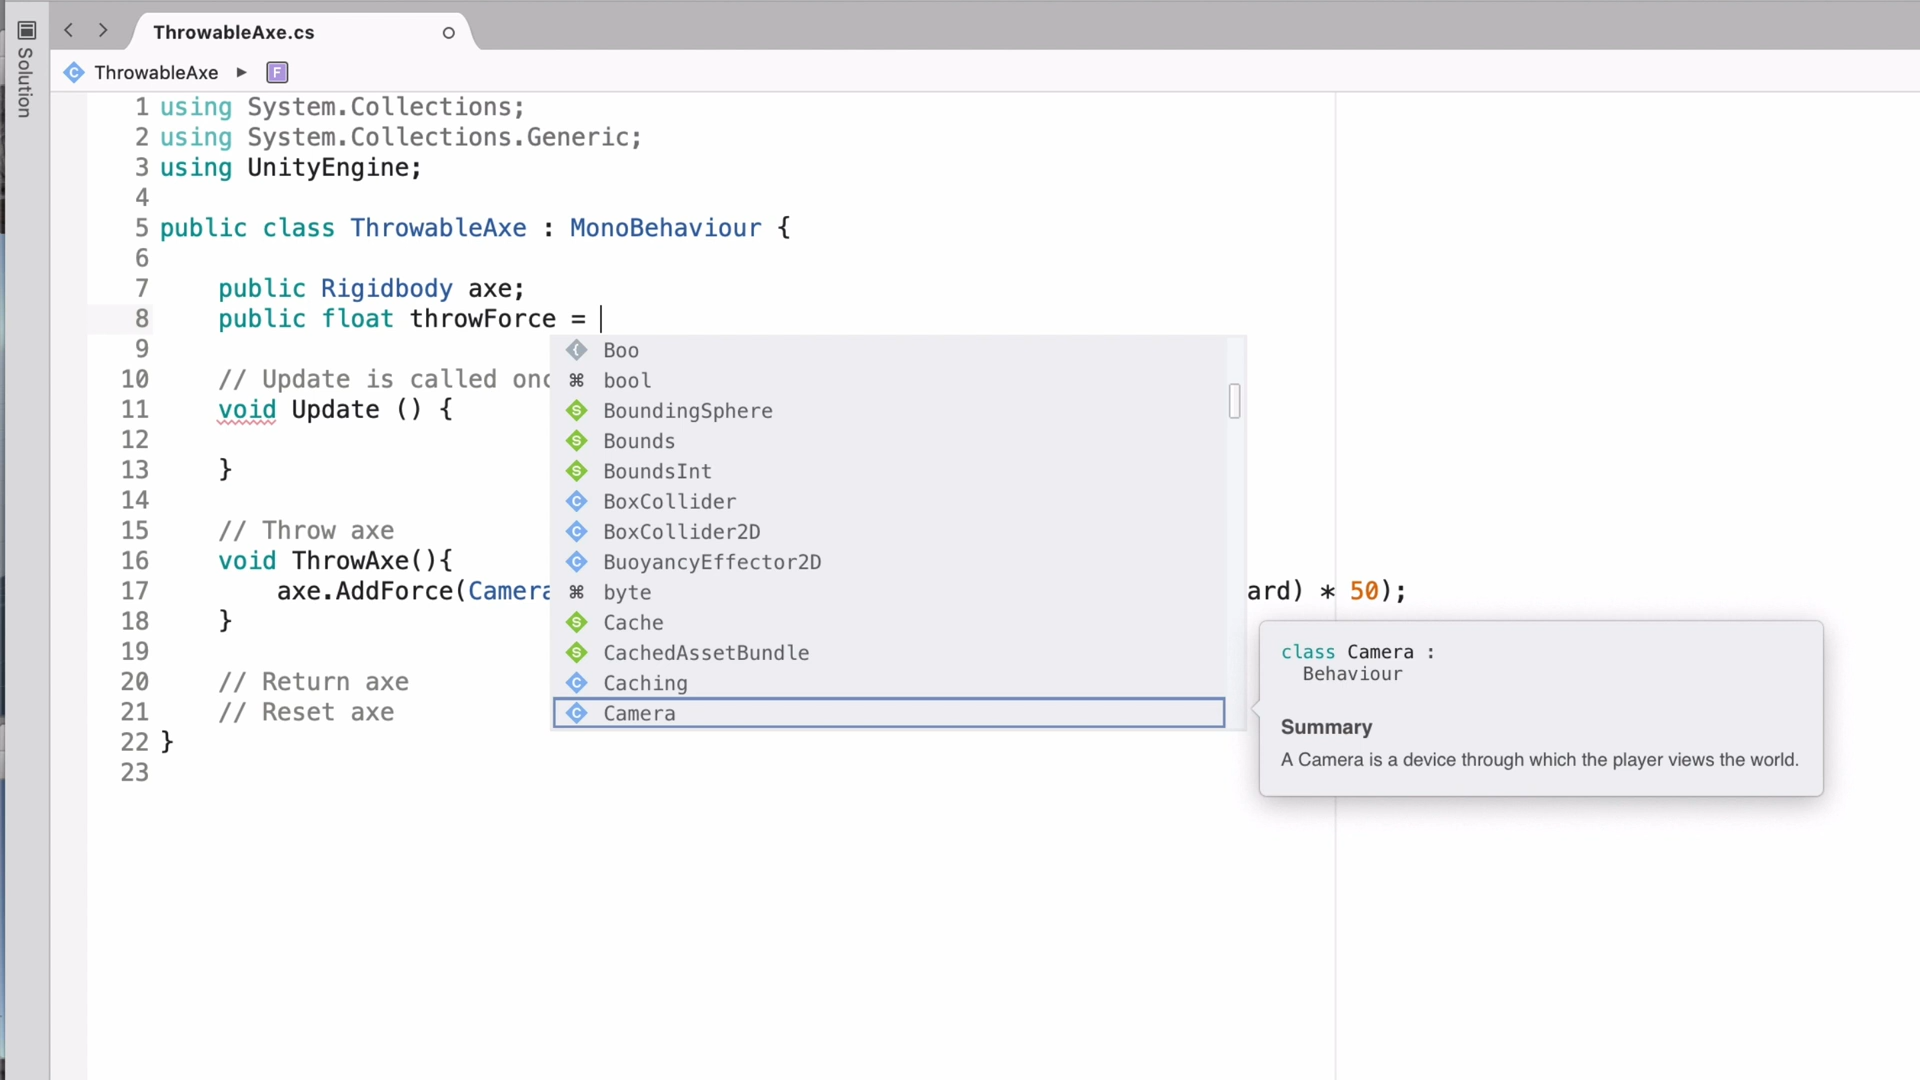 Solution
ThrowableAxe.cs
ThrowableAxe ▶ F
1 using System.Collections;
2 using System.Collections.Generic;
3 using UnityEngine;
4
5 public class ThrowableAxe : MonoBehaviour {
6
7 public Rigidbody axe;
8 public float throwForce =
9
10 // Update is called onc
11 void Update () {
12
13 }
14
15 // Throw axe
16 void ThrowAxe(){
17 axe.AddForce(Camera ard) * 50);
18 }
19
20 // Return axe
21 // Reset axe
22 }
23
Boo
bool
BoundingSphere
Bounds
BoundsInt
BoxCollider
BoxCollider2D
BuoyancyEffector2D
byte
Cache
CachedAssetBundle
Caching
Camera
class Camera :
Behaviour
Summary
A Camera is a device through which the player views the world.